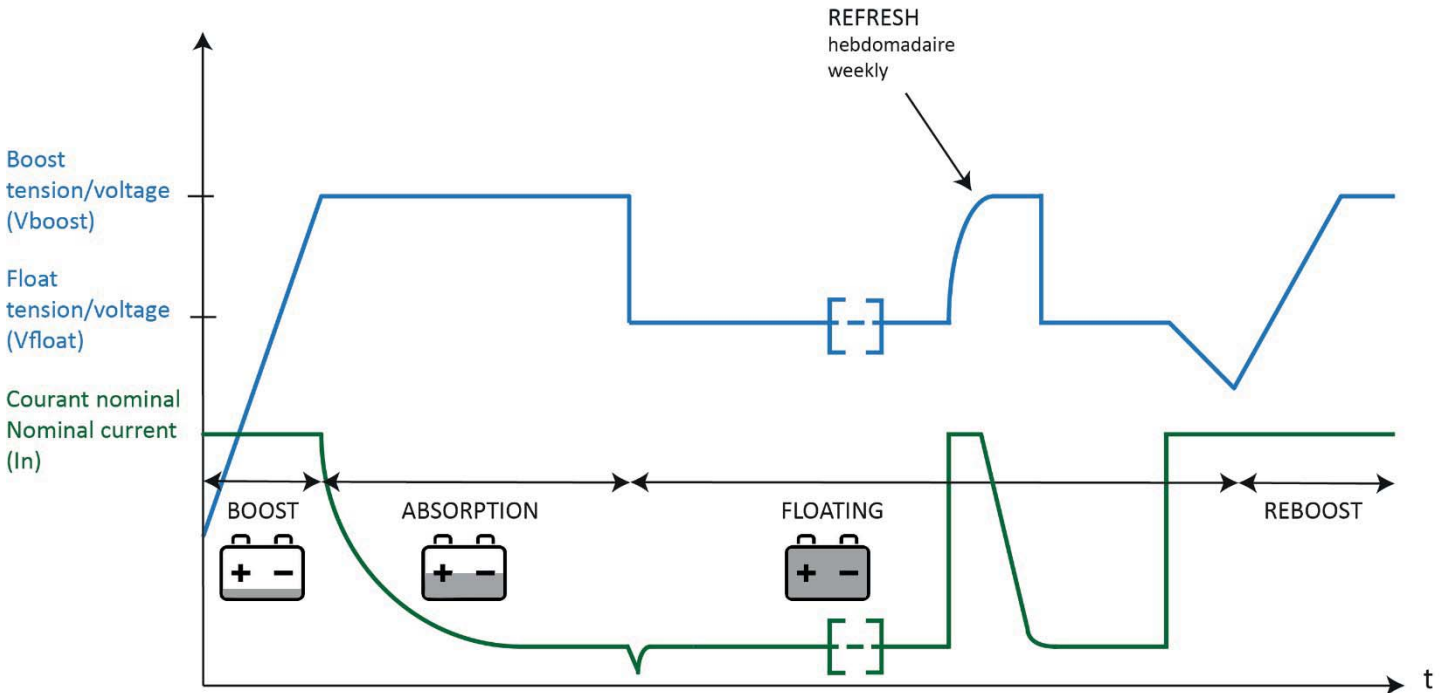 REFRESH
hebdomadaire
weekly
Boost
tension/voltage
(Vboost)
Float
tension/voltage
(Vfloat)
Courant nominal
Nominal current
(In)
BOOST
ABSORPTION
FLOATING
REBOOST
+ −
+ −
+ −
t